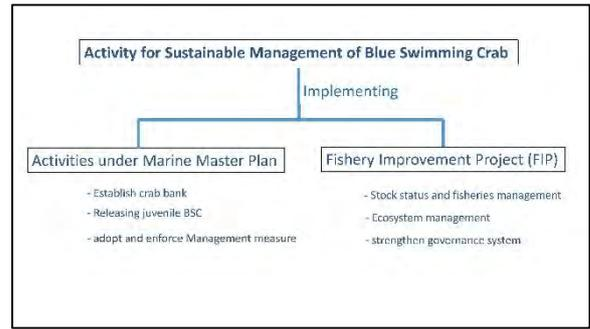 Activity for Sustainable Management of Blue Swimming Crab
Implementing
Activities under Marine Master Plan
- Establish crab bank
- Releasing juvenile BSC
- adopt and enforce Management measure
Fishery Improvement Project (FIP)
- Stock status and fisheries management
- Ecosystem management
- strengthen governance system